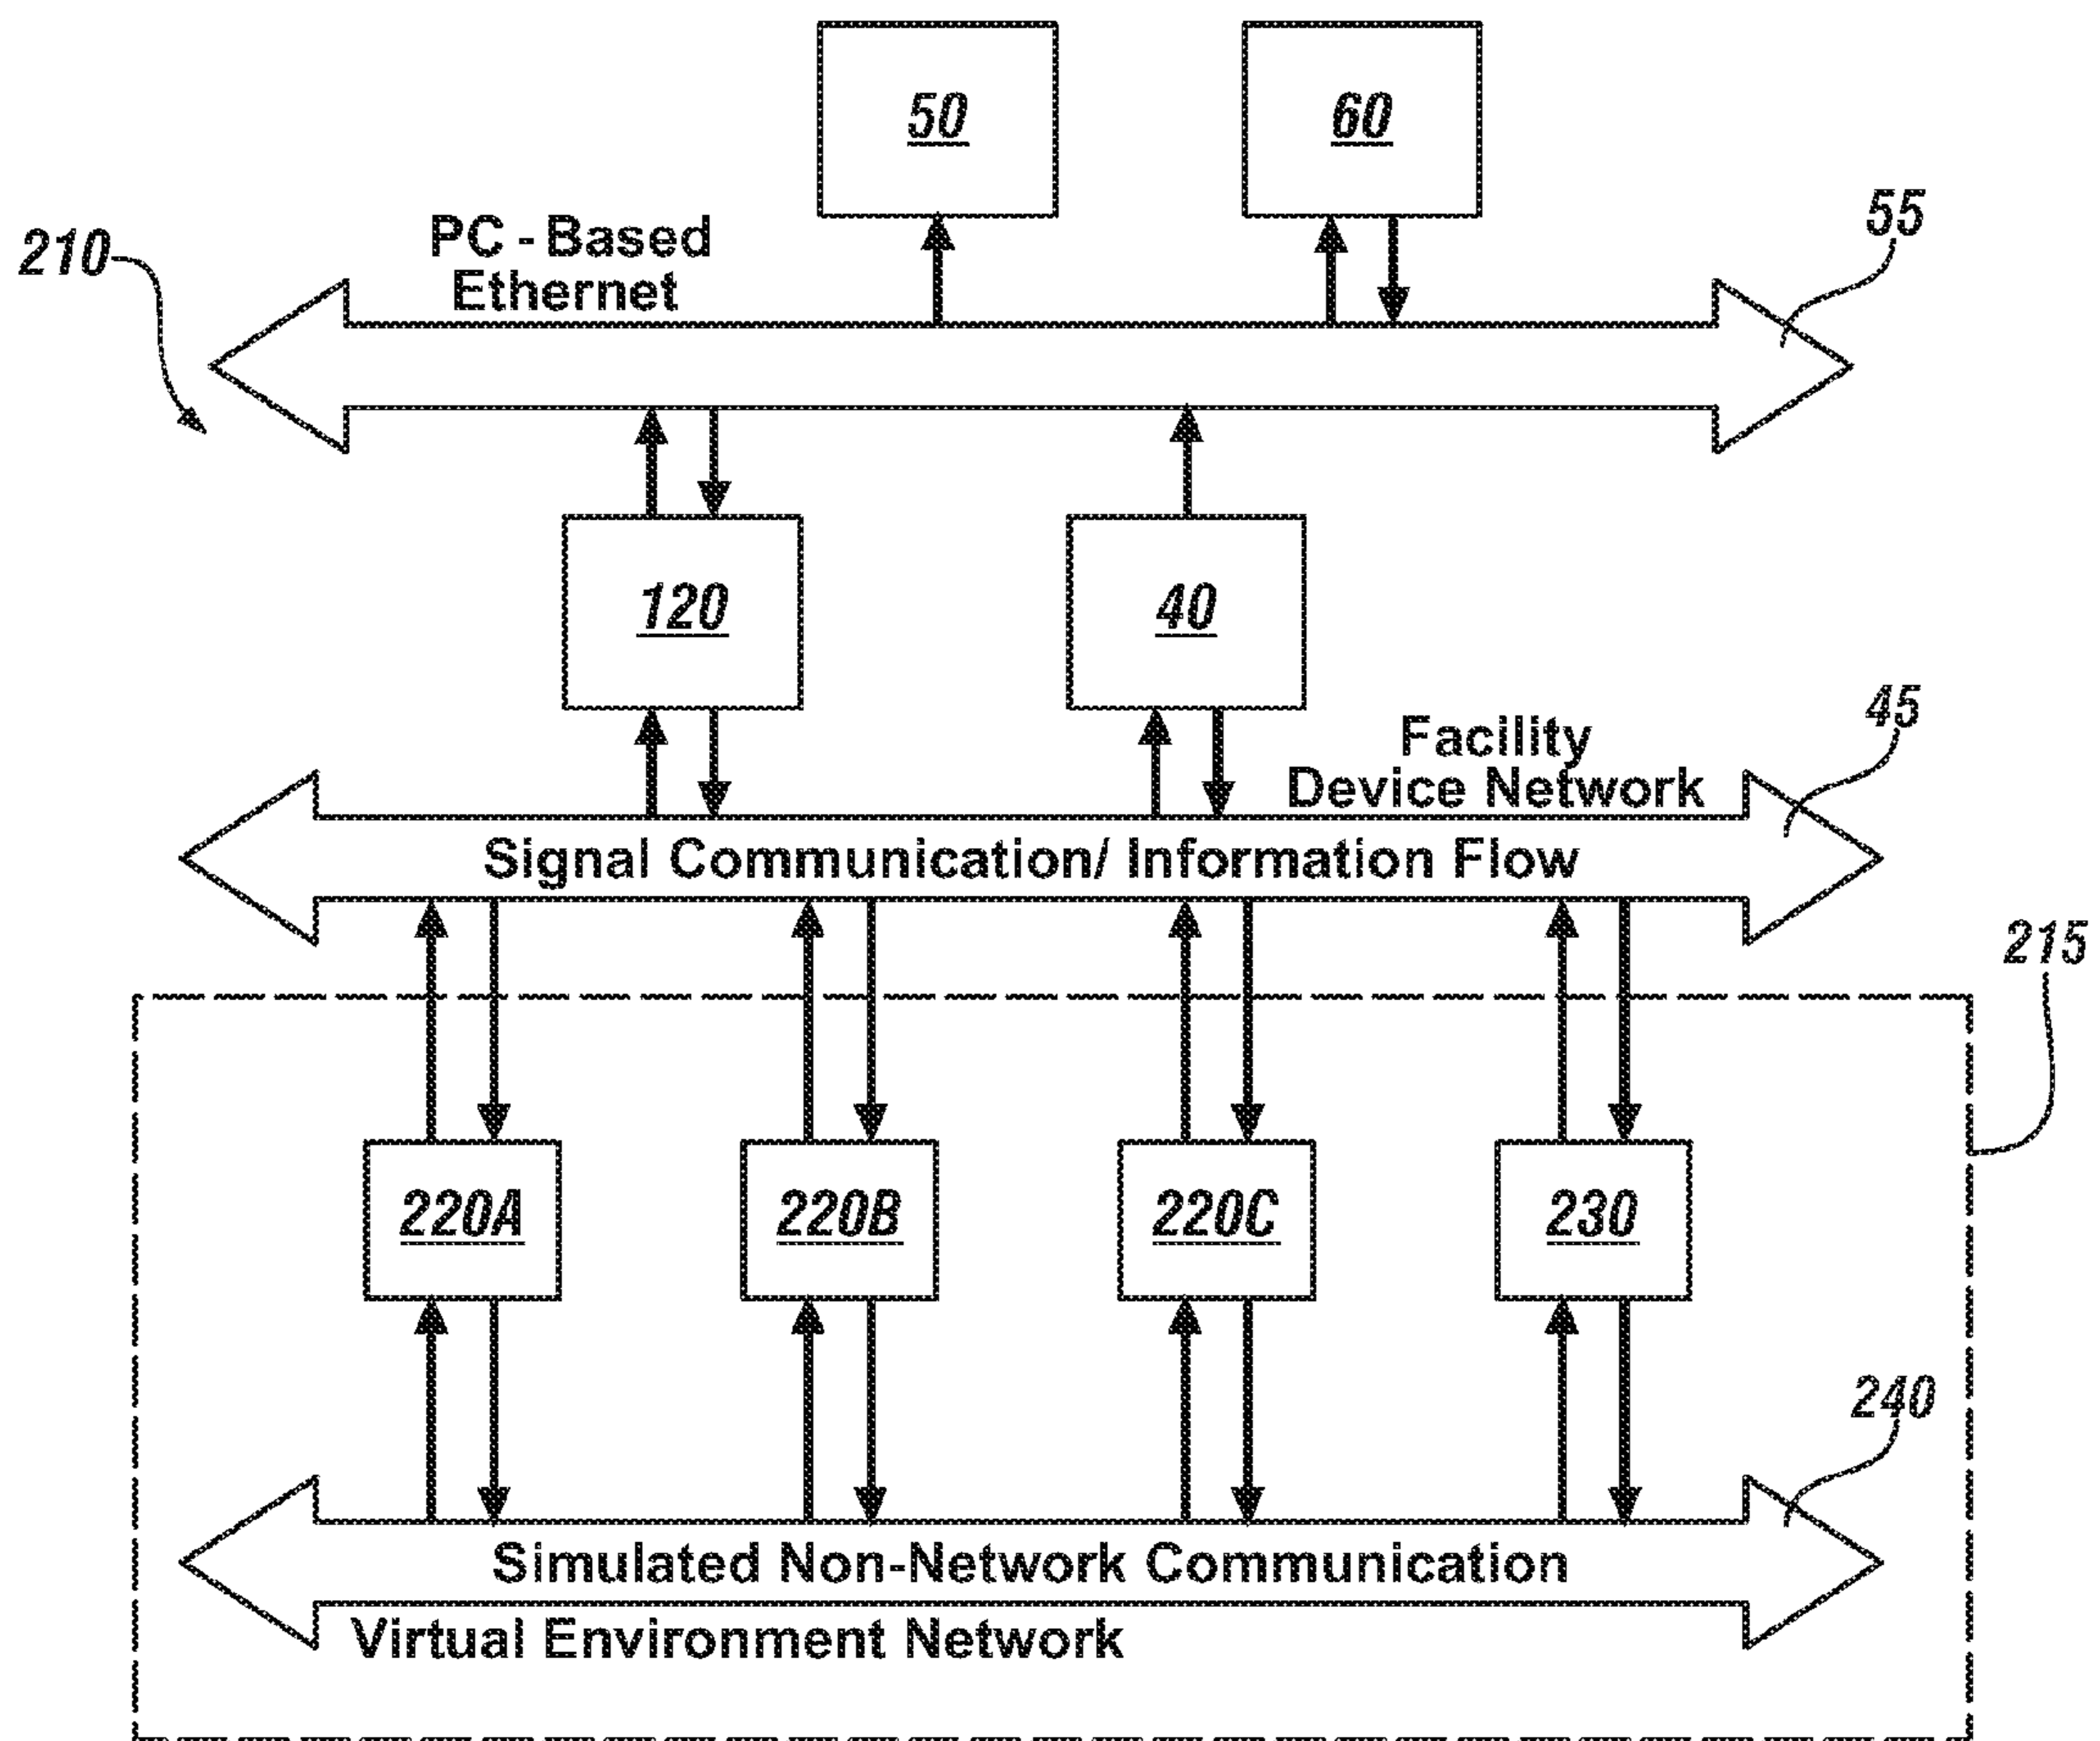 50
60
55
PC - Based
Ethernet
210
120
40
45
Facility
Device Network
Signal Communication/ Information Flow
215
220A
220B
220C
230
240
Simulated Non-Network Communication
Virtual Environment Network